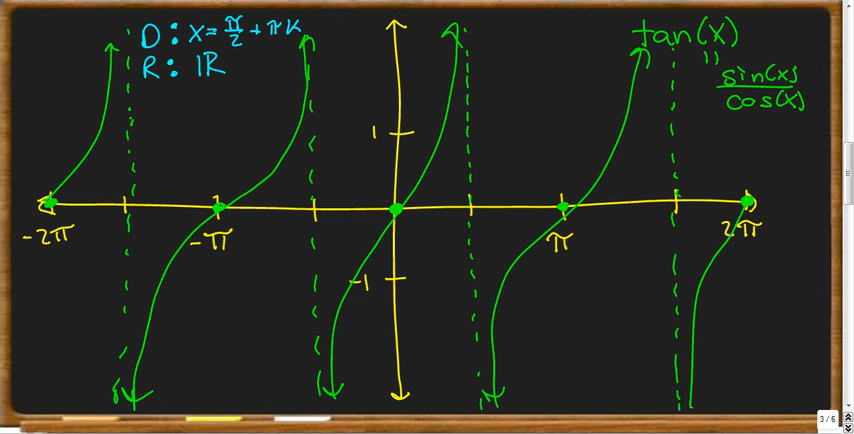 D: x = π/2 + πk
R: ℝ
tan(x)
=
sin(x)/cos(x)
1
-2π -π π 2π
-1
3 / 6